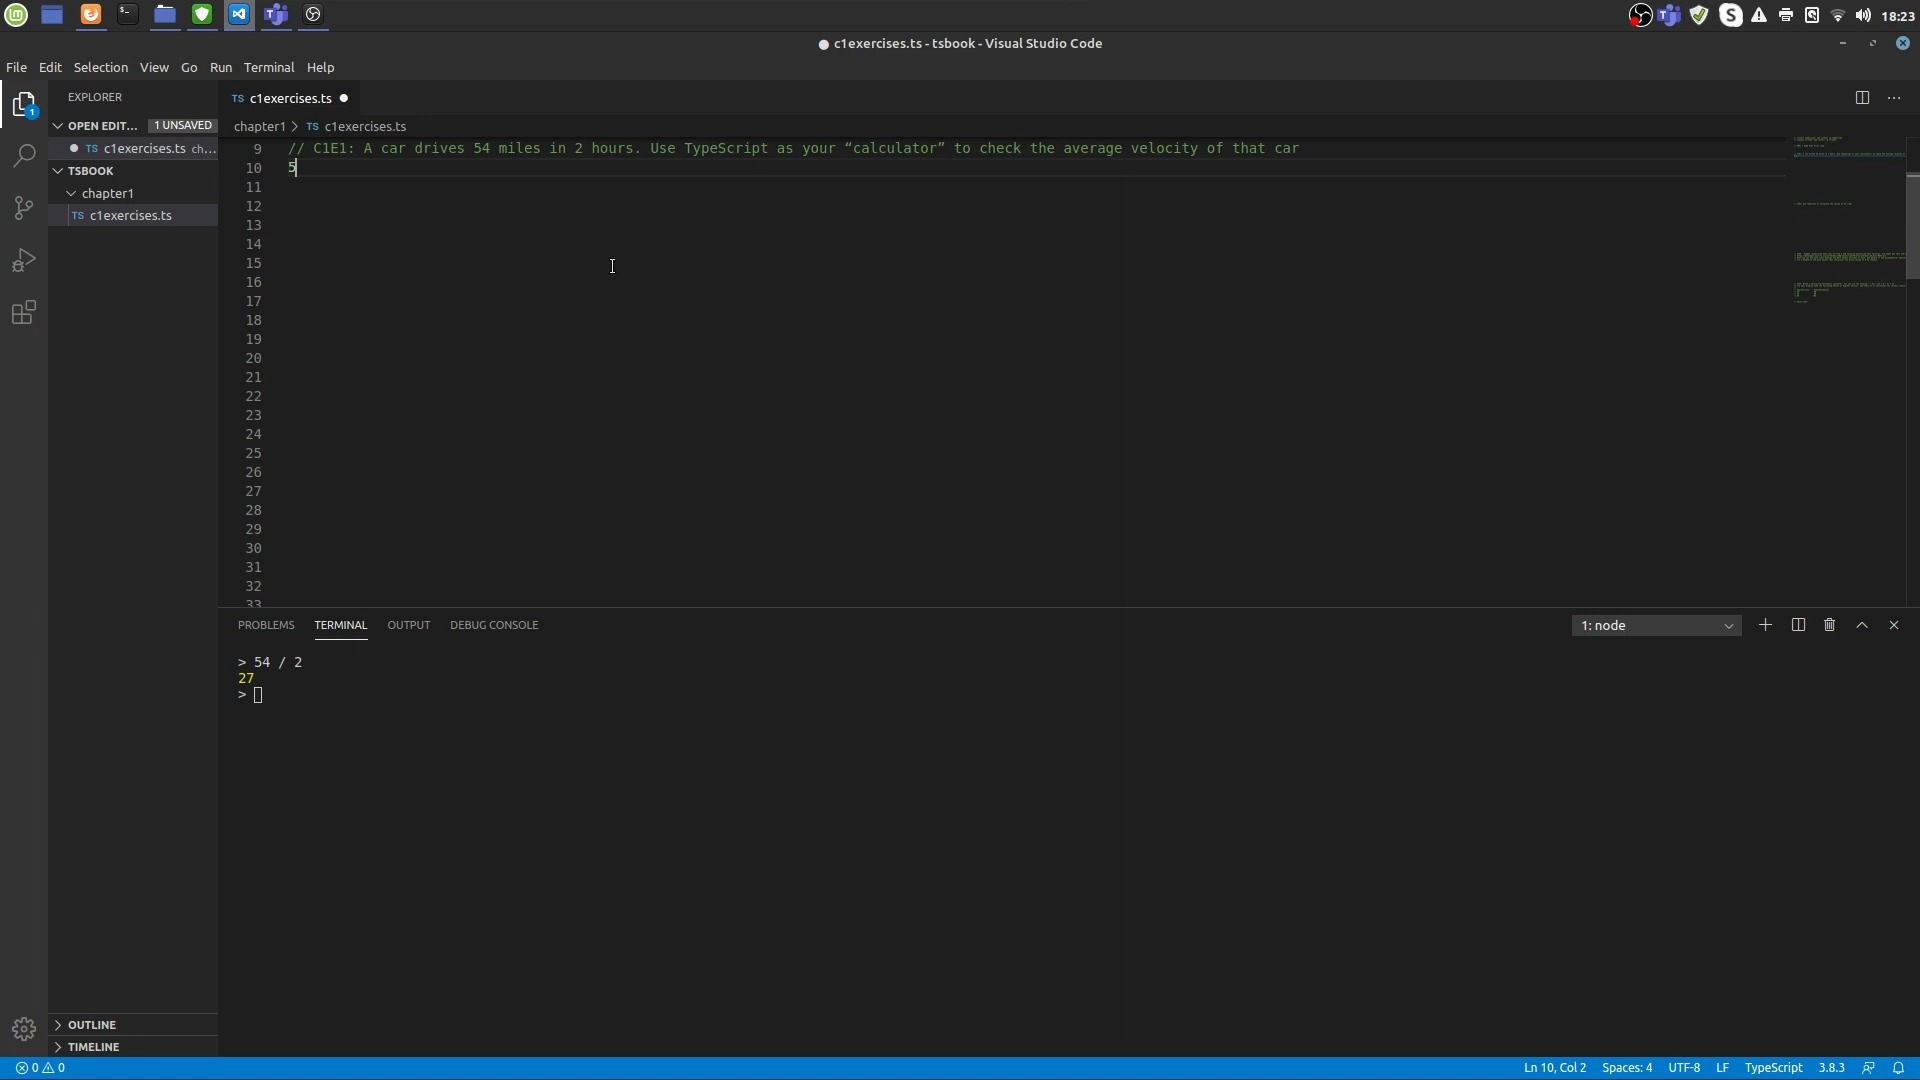 18:23
c1exercises.ts - tsbook - Visual Studio Code
File Edit Selection View Go Run Terminal Help
EXPLORER
TS c1exercises.ts
OPEN EDIT... 1 UNSAVED
chapter1 > TS c1exercises.ts
TS c1exercises.ts ch...
9 // C1E1: A car drives 54 miles in 2 hours. Use TypeScript as your “calculator” to check the average velocity of that car
10 5
TSBOOK
chapter1
TS c1exercises.ts
11
12
13
14
15
16
17
18
19
20
21
22
23
24
25
26
27
28
29
30
31
32
33
PROBLEMS TERMINAL OUTPUT DEBUG CONSOLE 1: node
> 54 / 2
27
>
OUTLINE
TIMELINE
0 0 Ln 10, Col 2 Spaces: 4 UTF-8 LF TypeScript 3.8.3